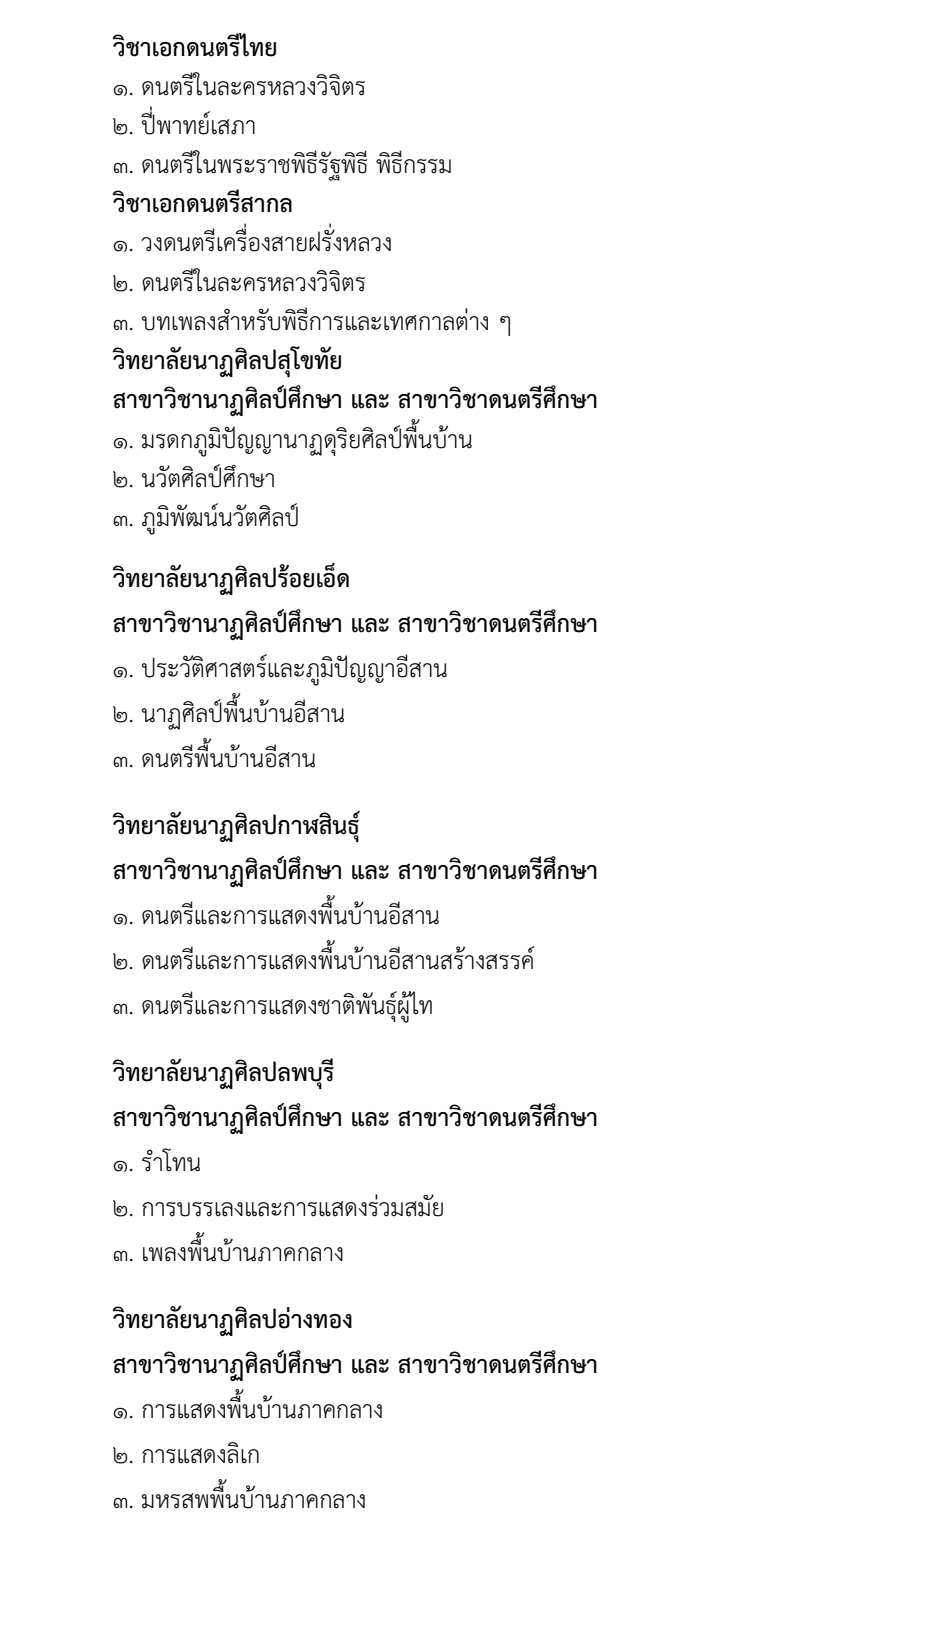 วิชาเอกดนตรีไทย
๑. ดนตรีในละครหลวงวิจิตร
๒. ปี่พาทย์เสภา
๓. ดนตรีในพระราชพิธีรัฐพิธี พิธีกรรม
วิชาเอกดนตรีสากล
๑. วงดนตรีเครื่องสายฝรั่งหลวง
๒. ดนตรีในละครหลวงวิจิตร
๓. บทเพลงสำหรับพิธีการและเทศกาลต่าง ๆ
วิทยาลัยนาฏศิลปสุโขทัย
สาขาวิชานาฏศิลป์ศึกษา และ สาขาวิชาดนตรีศึกษา
๑. มรดกภูมิปัญญานาฏดุริยศิลป์พื้นบ้าน
๒. นวัตศิลป์ศึกษา
๓. ภูมิพัฒน์นวัตศิลป์
วิทยาลัยนาฏศิลปร้อยเอ็ด
สาขาวิชานาฏศิลป์ศึกษา และ สาขาวิชาดนตรีศึกษา
๑. ประวัติศาสตร์และภูมิปัญญาอีสาน
๒. นาฏศิลป์พื้นบ้านอีสาน
๓. ดนตรีพื้นบ้านอีสาน
วิทยาลัยนาฏศิลปกาฬสินธุ์
สาขาวิชานาฏศิลป์ศึกษา และ สาขาวิชาดนตรีศึกษา
๑. ดนตรีและการแสดงพื้นบ้านอีสาน
๒. ดนตรีและการแสดงพื้นบ้านอีสานสร้างสรรค์
๓. ดนตรีและการแสดงชาติพันธุ์ผู้ไท
วิทยาลัยนาฏศิลปลพบุรี
สาขาวิชานาฏศิลป์ศึกษา และ สาขาวิชาดนตรีศึกษา
๑. รำโทน
๒. การบรรเลงและการแสดงร่วมสมัย
๓. เพลงพื้นบ้านภาคกลาง
วิทยาลัยนาฏศิลปอ่างทอง
สาขาวิชานาฏศิลป์ศึกษา และ สาขาวิชาดนตรีศึกษา
๑. การแสดงพื้นบ้านภาคกลาง
๒. การแสดงลิเก
๓. มหรสพพื้นบ้านภาคกลาง